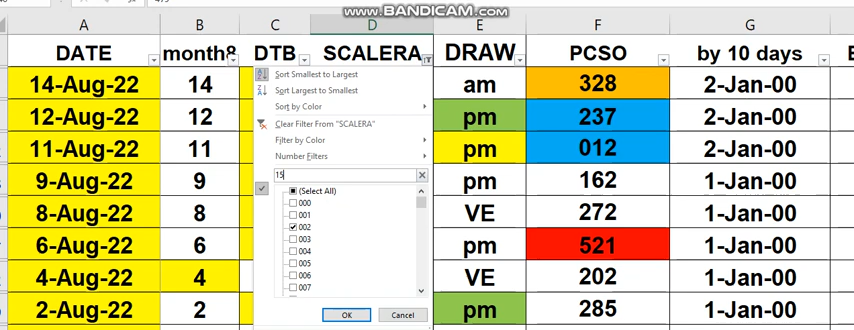 www.BANDICAM.com
A B C D E F G
DATE month8 DTB SCALERA DRAW PCSO by 10 days
14-Aug-22 14 am 328 2-Jan-00
12-Aug-22 12 pm 237 2-Jan-00
11-Aug-22 11 pm 012 2-Jan-00
9-Aug-22 9 pm 162 1-Jan-00
8-Aug-22 8 VE 272 1-Jan-00
6-Aug-22 6 pm 521 1-Jan-00
4-Aug-22 4 VE 202 1-Jan-00
2-Aug-22 2 pm 285 1-Jan-00
Sort Smallest to Largest
Sort Largest to Smallest
Sort by Color
Clear Filter From "SCALERA"
Filter by Color
Number Filters
15
(Select All)
000
001
002
003
004
005
006
007
OK Cancel